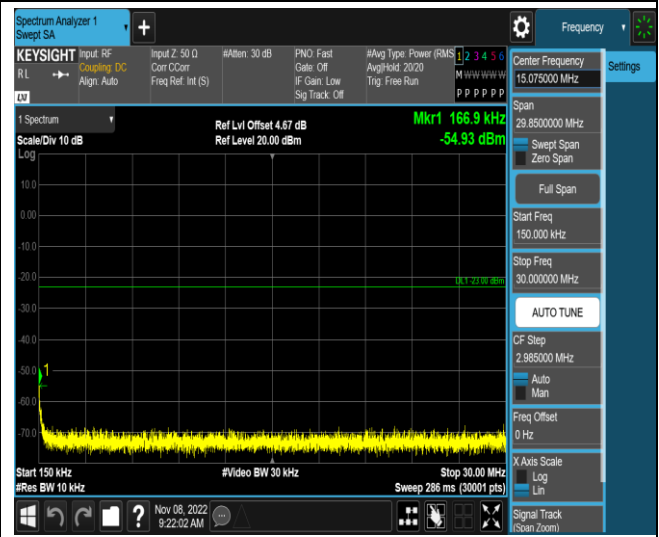 Spectrum Analyzer 1
Swept SA
+
Frequency
KEYSIGHT
RL
LXI
Input: RF
Coupling: DC
Align: Auto
Input Z: 50 Ω
Corr CCorr
Freq Ref: Int (S)
#Atten: 30 dB
PNO: Fast
Gate: Off
IF Gain: Low
Sig Track: Off
#Avg Type: Power (RMS
Avg|Hold: 20/20
Trig: Free Run
1 2 3 4 5 6
M W W W W W
P P P P P P
1 Spectrum
Scale/Div 10 dB
Ref Lvl Offset 4.67 dB
Ref Level 20.00 dBm
Mkr1 166.9 kHz
-54.93 dBm
Log
10.0
0.00
-10.0
-20.0
DL1 -23.00 dBm
-30.0
-40.0
-50.0
1
-60.0
-70.0
Start 150 kHz
#Video BW 30 kHz
Stop 30.00 MHz
#Res BW 10 kHz
Sweep 286 ms (30001 pts)
Center Frequency
15.075000 MHz
Settings
Span
29.8500000 MHz
Swept Span
Zero Span
Full Span
Start Freq
150.000 kHz
Stop Freq
30.000000 MHz
AUTO TUNE
CF Step
2.985000 MHz
Auto
Man
Freq Offset
0 Hz
X Axis Scale
Log
Lin
Signal Track
(Span Zoom)
?
Nov 08, 2022
9:22:02 AM